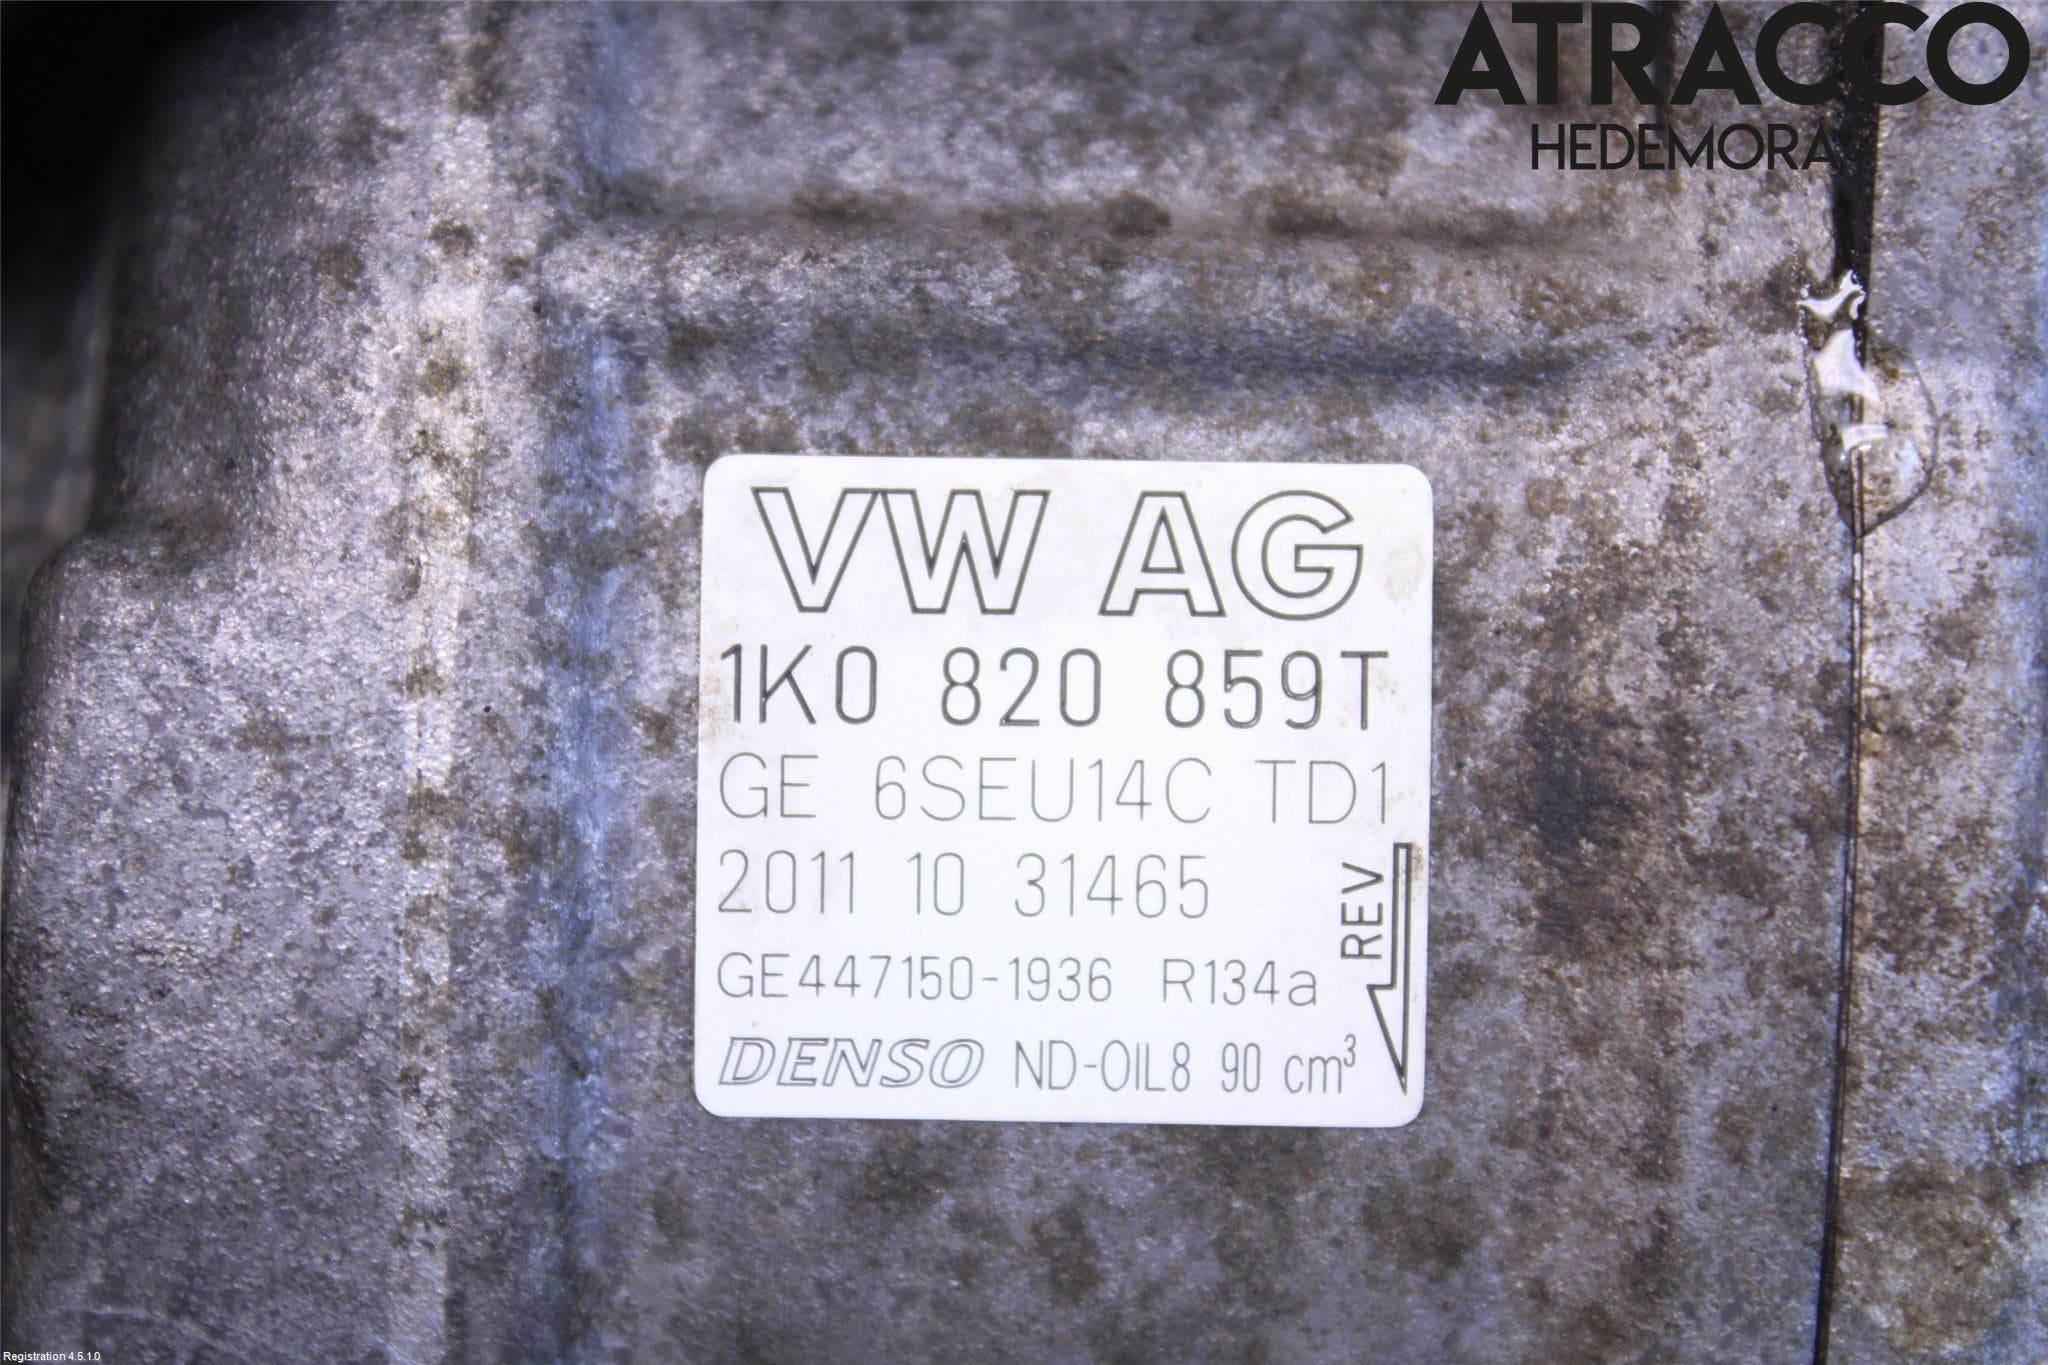 ATRACCO
HEDEMORA
VW AG
1K0 820 859T
GE 6SEU14C TD1
2011 10 31465
REV
GE447150-1936 R134a
DENSO ND-OIL8 90 cm³
Registration 4.5.1.0